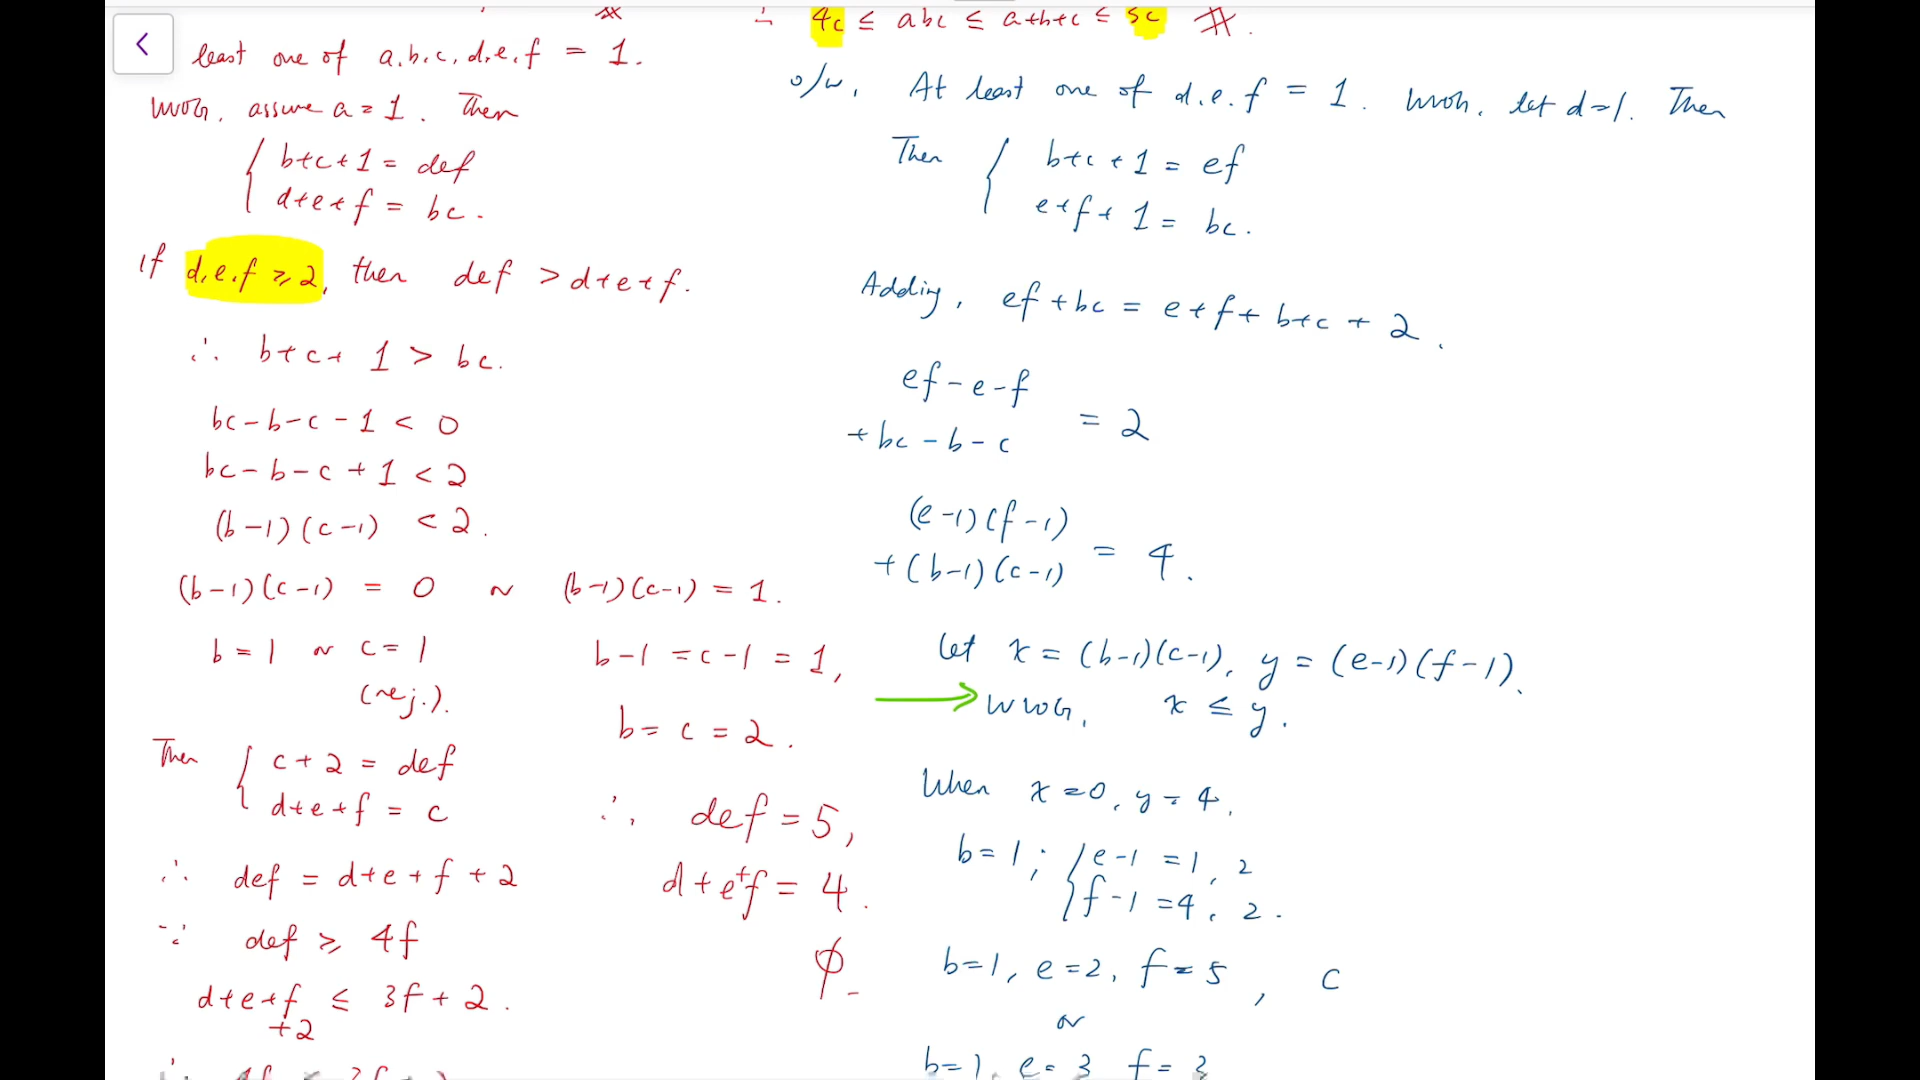 least one of a,b,c,d,e,f = 1.
WLOG, assume a = 1. Then
b+c+1 = def
d+e+f = bc.
If d,e,f ⩾ 2, then def > d+e+f.
∴ b+c+1 > bc.
bc-b-c-1 < 0
bc-b-c+1 < 2
(b-1)(c-1) < 2.
(b-1)(c-1) = 0 or (b-1)(c-1) = 1.
b = 1 or c = 1
(rej.).
b-1 = c-1 = 1,
b = c = 2.
Then { c+2 = def
d+e+f = c
∴ def = 5,
d+e+f = 4.
∅
∴ def = d+e+f+2
∵ def ⩾ 4f
d+e+f ≤ 3f+2.
+2
∴ 4c ≤ abc ≤ a+b+c ≤ 3c
o/w, At least one of d,e,f = 1. WLOG, let d=1. Then
Then { b+c+1 = ef
e+f+1 = bc.
Adding, ef+bc = e+f+b+c+2.
ef-e-f
+bc-b-c = 2
(e-1)(f-1)
+(b-1)(c-1) = 4.
Let x = (b-1)(c-1), y = (e-1)(f-1).
WLOG, x ≤ y.
When x=0, y=4,
b=1; { e-1 = 1, 2
f-1 = 4, 2.
b=1, e=2, f=5, c
or
b=1, e=3 f=3